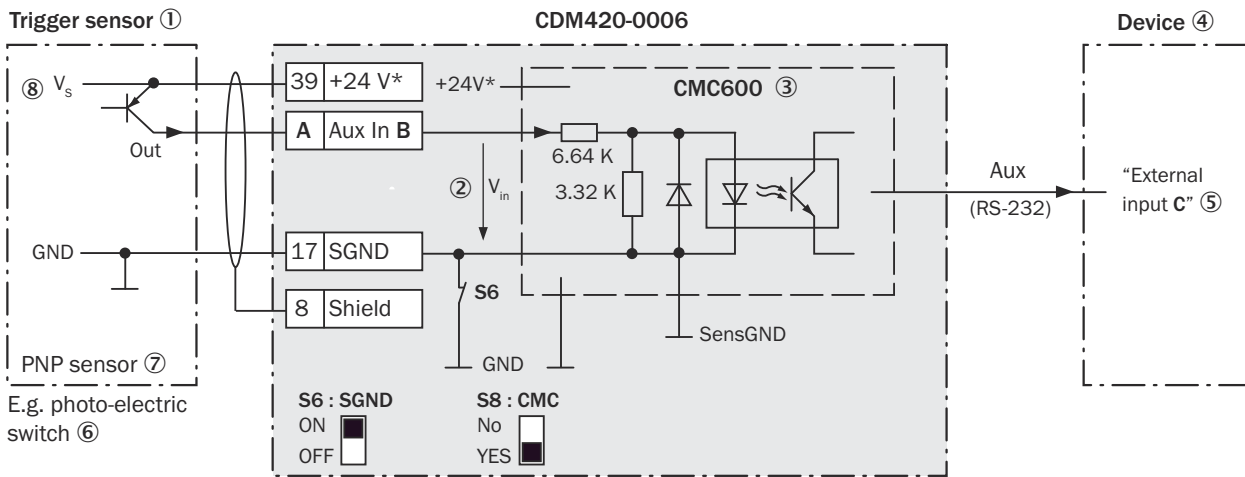 Trigger sensor ①
CDM420-0006
Device ④
⑧ Vs
39 +24 V*
+24V*
CMC600 ③
A Aux In B
Out
6.64 K
3.32 K
② Vin
Aux
(RS-232)
“External
input C” ⑤
GND
17 SGND
S6
8 Shield
SensGND
GND
PNP sensor ⑦
E.g. photo-electric
switch ⑥
S6 : SGND
ON
OFF
S8 : CMC
No
YES